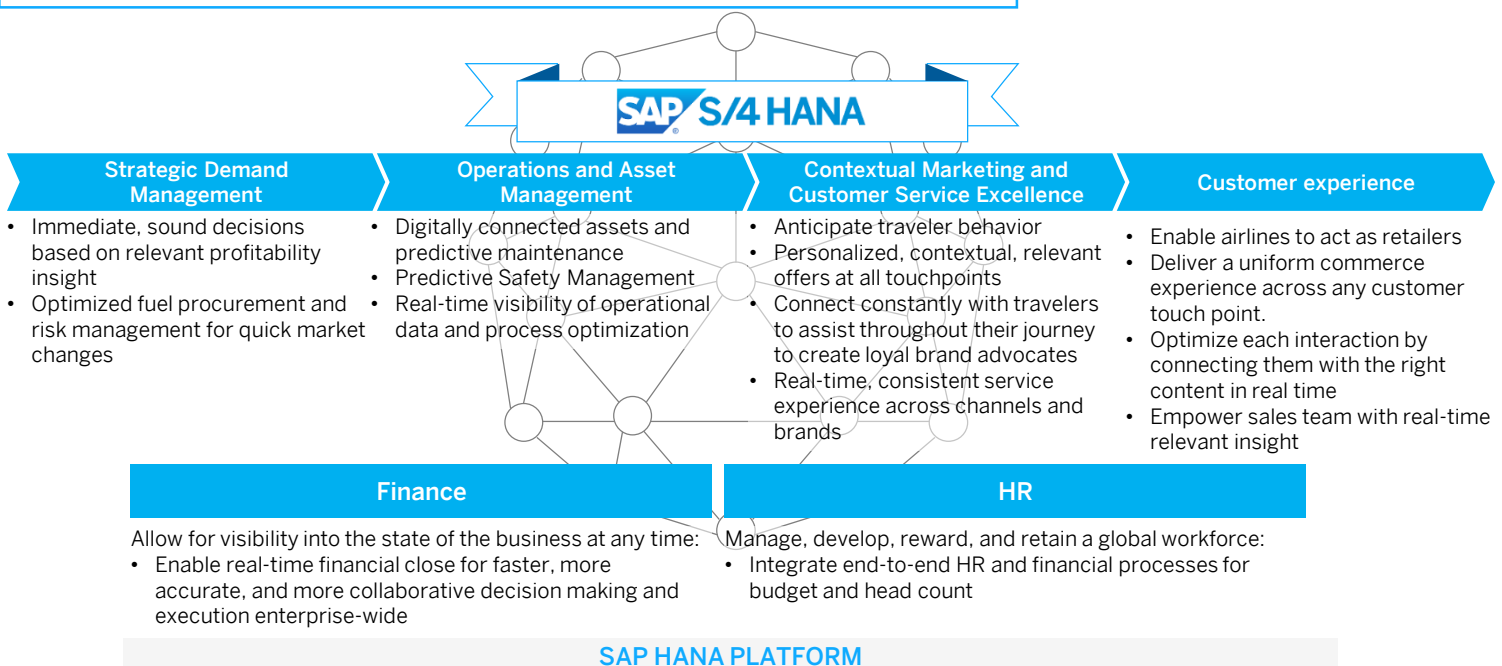 SAP S/4 HANA
®
Strategic Demand
Management
• Immediate, sound decisions
based on relevant profitability
insight
• Optimized fuel procurement and
risk management for quick market
changes
Operations and Asset
Management
• Digitally connected assets and
predictive maintenance
• Predictive Safety Management
• Real-time visibility of operational
data and process optimization
Contextual Marketing and
Customer Service Excellence
• Anticipate traveler behavior
• Personalized, contextual, relevant
offers at all touchpoints
• Connect constantly with travelers
to assist throughout their journey
to create loyal brand advocates
• Real-time, consistent service
experience across channels and
brands
Customer experience
• Enable airlines to act as retailers
• Deliver a uniform commerce
experience across any customer
touch point.
• Optimize each interaction by
connecting them with the right
content in real time
• Empower sales team with real-time
relevant insight
Finance
Allow for visibility into the state of the business at any time:
• Enable real-time financial close for faster, more
accurate, and more collaborative decision making and
execution enterprise-wide
HR
Manage, develop, reward, and retain a global workforce:
• Integrate end-to-end HR and financial processes for
budget and head count
SAP HANA PLATFORM